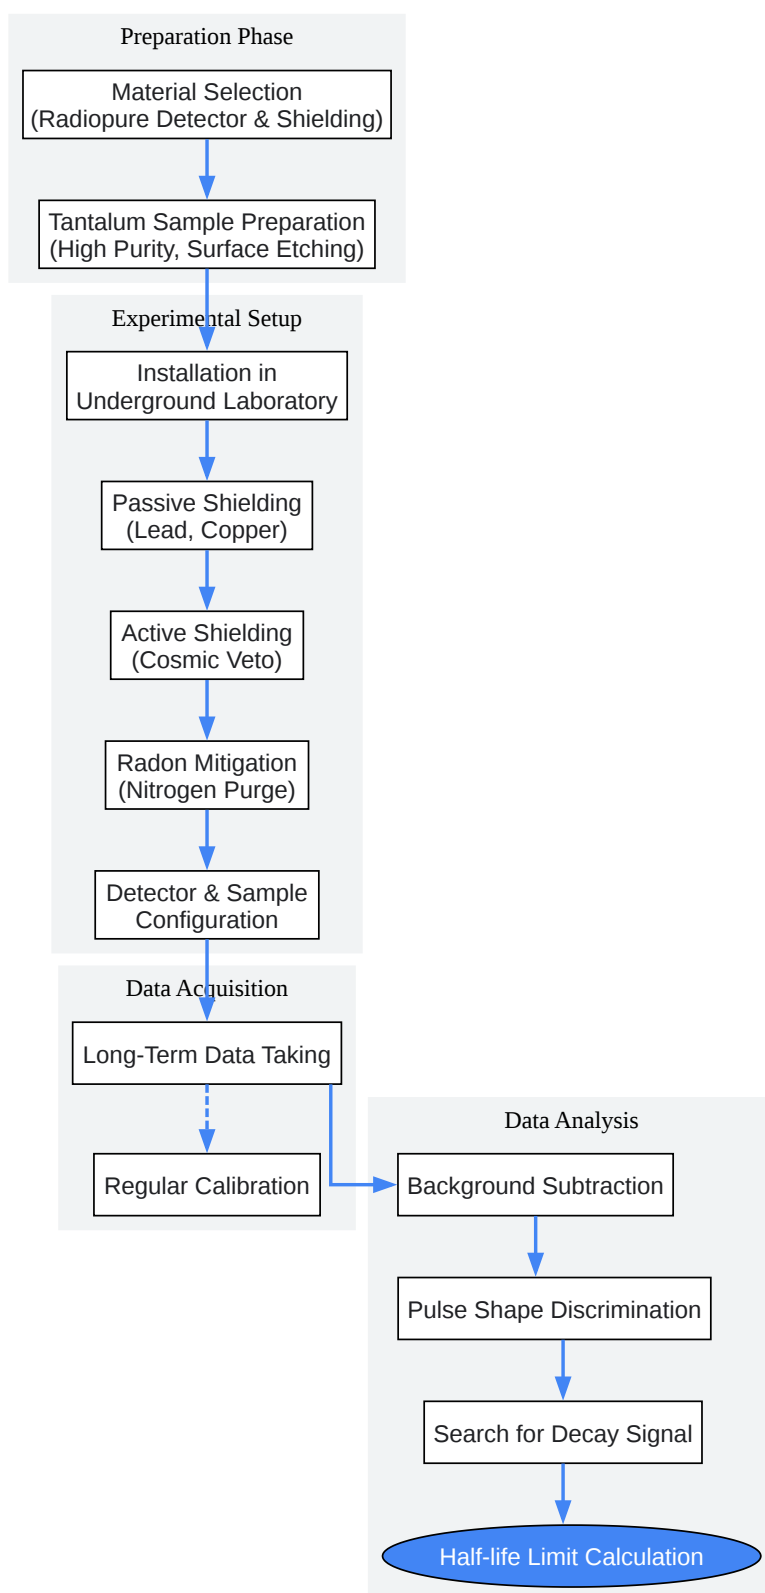 Preparation Phase
Material Selection
(Radiopure Detector & Shielding)
Tantalum Sample Preparation
(High Purity, Surface Etching)
Experimental Setup
Installation in
Underground Laboratory
Passive Shielding
(Lead, Copper)
Active Shielding
(Cosmic Veto)
Radon Mitigation
(Nitrogen Purge)
Detector & Sample
Configuration
Data Acquisition
Long-Term Data Taking
Regular Calibration
Data Analysis
Background Subtraction
Pulse Shape Discrimination
Search for Decay Signal
Half-life Limit Calculation